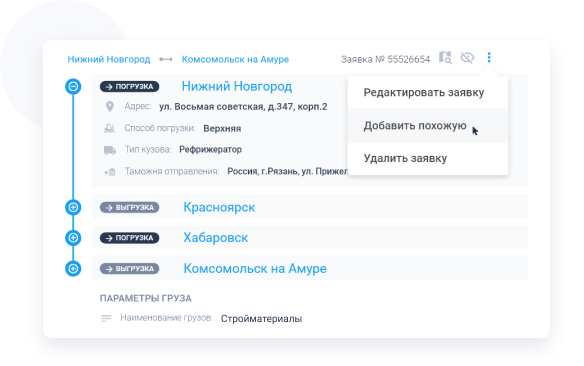 Нижний Новгород Комсомольск на Амуре Заявка № 55526654
ПОГРУЗКА Нижний Новгород
Адрес: ул. Восьмая советская, д.347, корп.2
Способ погрузки: Верхняя
Тип кузова: Рефрижератор
Таможня отправления: Россия, г.Рязань, ул.
Редактировать заявку
Добавить похожую
Удалить заявку
ВЫГРУЗКА Красноярск
ПОГРУЗКА Хабаровск
ВЫГРУЗКА Комсомольск на Амуре
ПАРАМЕТРЫ ГРУЗА
Наименование грузов: Стройматериалы